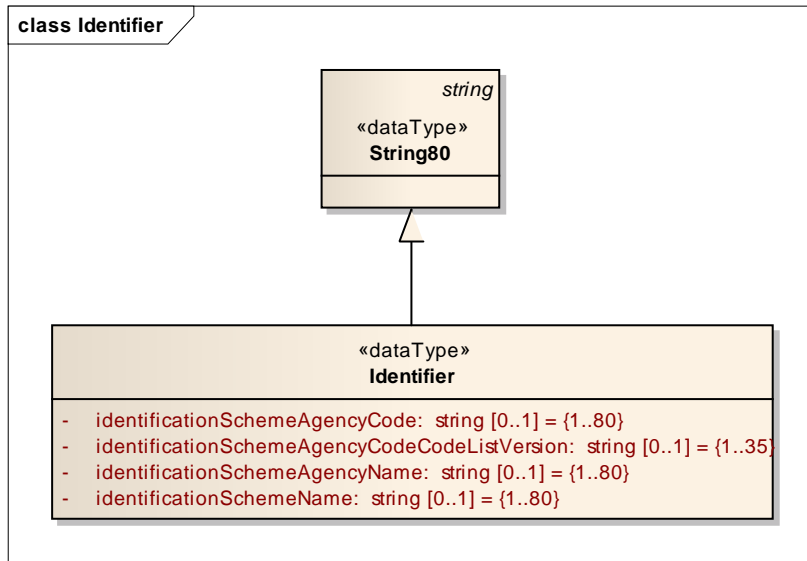 class Identifier
string
«dataType»
String80
«dataType»
Identifier
- identificationSchemeAgencyCode: string [0..1] = {1..80}
- identificationSchemeAgencyCodeCodeListVersion: string [0..1] = {1..35}
- identificationSchemeAgencyName: string [0..1] = {1..80}
- identificationSchemeName: string [0..1] = {1..80}